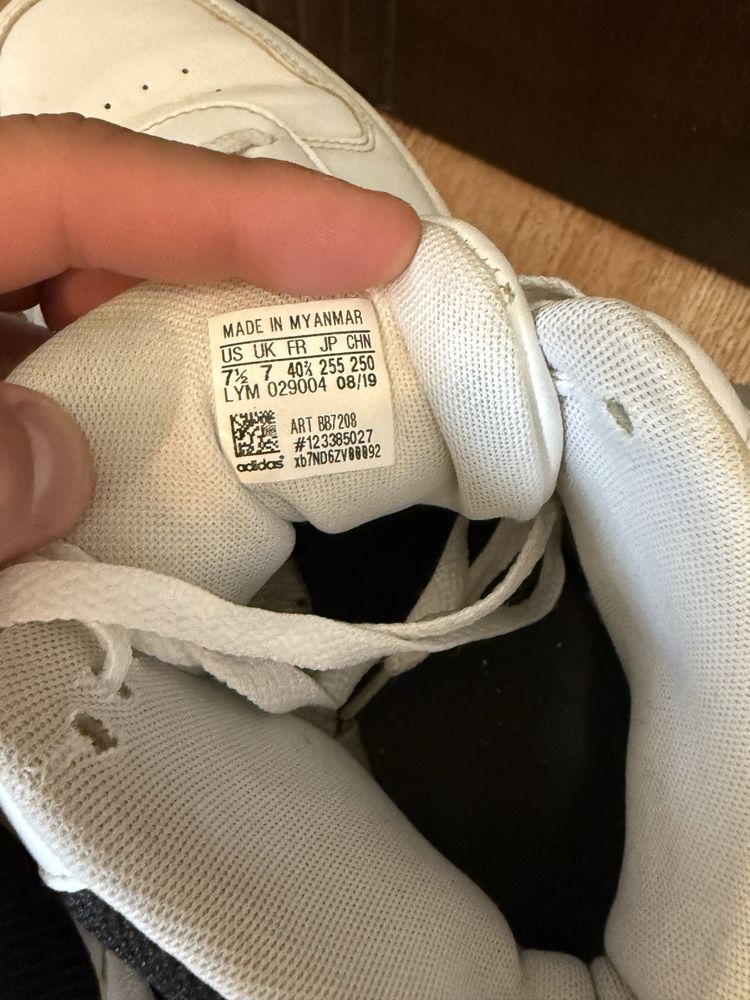 MADE IN MYANMAR
US UK FR JP CHN
7½ 7 40⅔ 255 250
LYM 029004 08/19
ART BB7208
#123385027
xb7ND6ZV00092
adidas